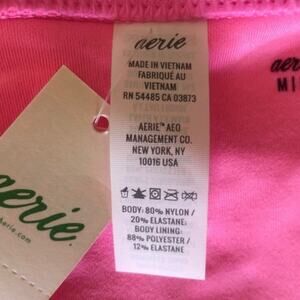 aerie
MADE IN VIETNAM
FABRIQUÉ AU
VIETNAM
RN 54485 CA 03873
AERIE™ AEO
MANAGEMENT CO.
NEW YORK, NY
10016 USA
BODY: 80% NYLON /
20% ELASTANE;
BODY LINING:
88% POLYESTER /
12% ELASTANE
aerie.
aerie.com